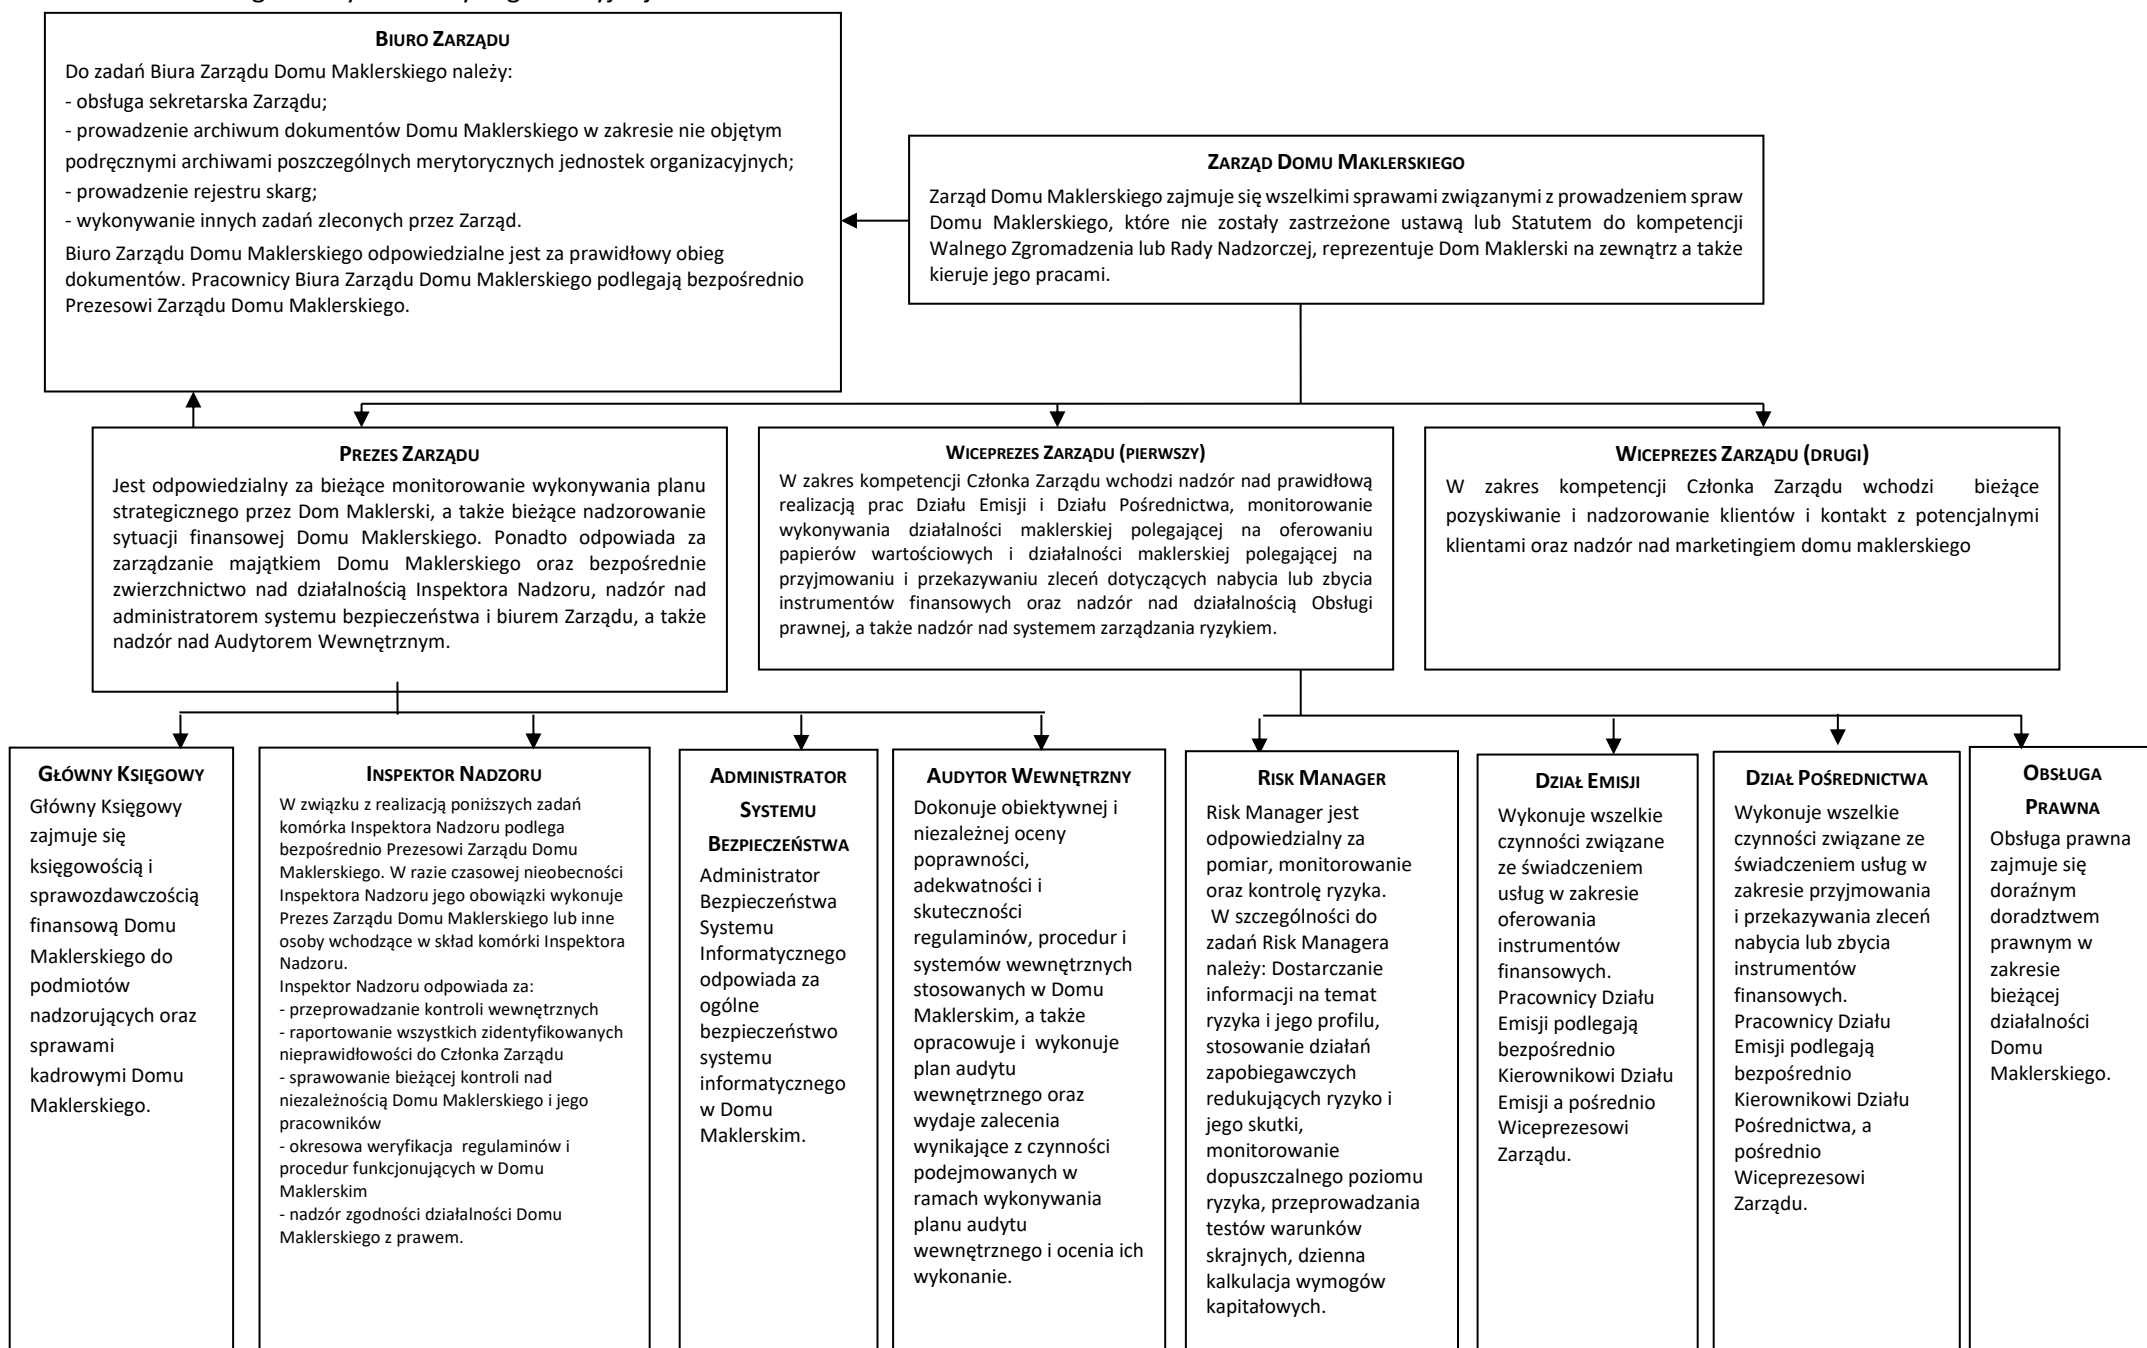 BIURO ZARZĄDU
Do zadań Biura Zarządu Domu Maklerskiego należy:
- obsługa sekretarska Zarządu;
- prowadzenie archiwum dokumentów Domu Maklerskiego w zakresie nie objętym
podręcznymi archiwami poszczególnych merytorycznych jednostek organizacyjnych;
- prowadzenie rejestru skarg;
- wykonywanie innych zadań zleconych przez Zarząd.
Biuro Zarządu Domu Maklerskiego odpowiedzialne jest za prawidłowy obieg
dokumentów. Pracownicy Biura Zarządu Domu Maklerskiego podlegają bezpośrednio
Prezesowi Zarządu Domu Maklerskiego.
ZARZĄD DOMU MAKLERSKIEGO
Zarząd Domu Maklerskiego zajmuje się wszelkimi sprawami związanymi z prowadzeniem spraw
Domu Maklerskiego, które nie zostały zastrzeżone ustawą lub Statutem do kompetencji
Walnego Zgromadzenia lub Rady Nadzorczej, reprezentuje Dom Maklerski na zewnątrz a także
kieruje jego pracami.
PREZES ZARZĄDU
Jest odpowiedzialny za bieżące monitorowanie wykonywania planu
strategicznego przez Dom Maklerski, a także bieżące nadzorowanie
sytuacji finansowej Domu Maklerskiego. Ponadto odpowiada za
zarządzanie majątkiem Domu Maklerskiego oraz bezpośrednie
zwierzchnictwo nad działalnością Inspektora Nadzoru, nadzór nad
administratorem systemu bezpieczeństwa i biurem Zarządu, a także
nadzór nad Audytorem Wewnętrznym.
WICEPREZES ZARZĄDU (PIERWSZY)
W zakres kompetencji Członka Zarządu wchodzi nadzór nad prawidłową
realizacją prac Działu Emisji i Działu Pośrednictwa, monitorowanie
wykonywania działalności maklerskiej polegającej na oferowaniu
papierów wartościowych i działalności maklerskiej polegającej na
przyjmowaniu i przekazywaniu zleceń dotyczących nabycia lub zbycia
instrumentów finansowych oraz nadzór nad działalnością Obsługi
prawnej, a także nadzór nad systemem zarządzania ryzykiem.
WICEPREZES ZARZĄDU (DRUGI)
W zakres kompetencji Członka Zarządu wchodzi bieżące
pozyskiwanie i nadzorowanie klientów i kontakt z potencjalnymi
klientami oraz nadzór nad marketingiem domu maklerskiego
GŁÓWNY KSIĘGOWY
Główny Księgowy
zajmuje się
księgowością i
sprawozdawczością
finansową Domu
Maklerskiego do
podmiotów
nadzorujących oraz
sprawami
kadrowymi Domu
Maklerskiego.
INSPEKTOR NADZORU
W związku z realizacją poniższych zadań
komórka Inspektora Nadzoru podlega
bezpośrednio Prezesowi Zarządu Domu
Maklerskiego. W razie czasowej nieobecności
Inspektora Nadzoru jego obowiązki wykonuje
Prezes Zarządu Domu Maklerskiego lub inne
osoby wchodzące w skład komórki Inspektora
Nadzoru.
Inspektor Nadzoru odpowiada za:
- przeprowadzanie kontroli wewnętrznych
- raportowanie wszystkich zidentyfikowanych
nieprawidłowości do Członka Zarządu
- sprawowanie bieżącej kontroli nad
niezależnością Domu Maklerskiego i jego
pracowników
- okresowa weryfikacja regulaminów i
procedur funkcjonujących w Domu
Maklerskim
- nadzór zgodności działalności Domu
Maklerskiego z prawem.
ADMINISTRATOR
SYSTEMU
BEZPIECZEŃSTWA
Administrator
Bezpieczeństwa
Systemu
Informatycznego
odpowiada za
ogólne
bezpieczeństwo
systemu
informatycznego
w Domu
Maklerskim.
AUDYTOR WEWNĘTRZNY
Dokonuje obiektywnej i
niezależnej oceny
poprawności,
adekwatności i
skuteczności
regulaminów, procedur i
systemów wewnętrznych
stosowanych w Domu
Maklerskim, a także
opracowuje i wykonuje
plan audytu
wewnętrznego oraz
wydaje zalecenia
wynikające z czynności
podejmowanych w
ramach wykonywania
planu audytu
wewnętrznego i ocenia ich
wykonanie.
RISK MANAGER
Risk Manager jest
odpowiedzialny za
pomiar, monitorowanie
oraz kontrolę ryzyka.
W szczególności do
zadań Risk Managera
należy: Dostarczanie
informacji na temat
ryzyka i jego profilu,
stosowanie działań
zapobiegawczych
redukujących ryzyko i
jego skutki,
monitorowanie
dopuszczalnego poziomu
ryzyka, przeprowadzania
testów warunków
skrajnych, dzienna
kalkulacja wymogów
kapitałowych.
DZIAŁ EMISJI
Wykonuje wszelkie
czynności związane
ze świadczeniem
usług w zakresie
oferowania
instrumentów
finansowych.
Pracownicy Działu
Emisji podlegają
bezpośrednio
Kierownikowi Działu
Emisji a pośrednio
Wiceprezesowi
Zarządu.
DZIAŁ POŚREDNICTWA
Wykonuje wszelkie
czynności związane ze
świadczeniem usług w
zakresie przyjmowania
i przekazywania zleceń
nabycia lub zbycia
instrumentów
finansowych.
Pracownicy Działu
Emisji podlegają
bezpośrednio
Kierownikowi Działu
Pośrednictwa, a
pośrednio
Wiceprezesowi
Zarządu.
OBSŁUGA
PRAWNA
Obsługa prawna
zajmuje się
doraźnym
doradztwem
prawnym w
zakresie
bieżącej
działalności
Domu
Maklerskiego.